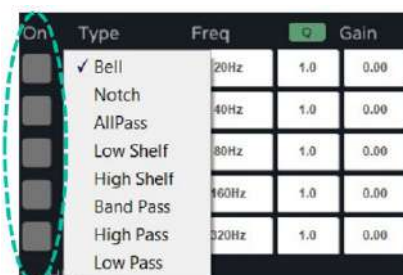 On Type Freq Q Gain
✓ Bell 20Hz 1.0 0.00
Notch
AllPass 40Hz 1.0 0.00
Low Shelf 80Hz 1.0 0.00
High Shelf
Band Pass 160Hz 1.0 0.00
High Pass 320Hz 1.0 0.00
Low Pass